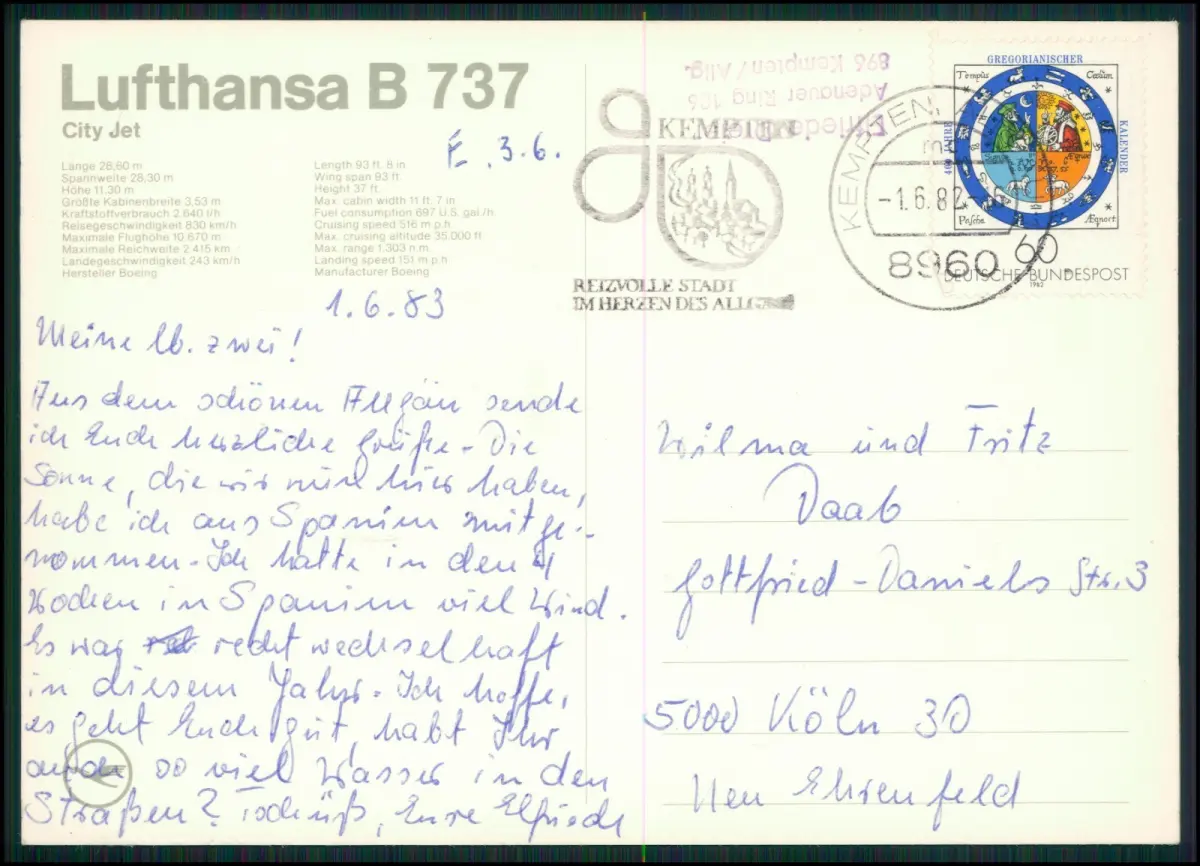 Lufthansa B 737
City Jet
Länge 28,60 m
Spannweite 28,30 m
Höhe 11,30 m
Größte Kabinenbreite 3,53 m
Kraftstoffverbrauch 2 640 l/h
Reisegeschwindigkeit 830 km/h
Maximale Flughöhe 10 670 m
Maximale Reichweite 2 415 km
Landegeschwindigkeit 243 km/h
Hersteller Boeing
Length 93 ft. 8 in
Wing span 93 ft.
Height 37 ft.
Max. cabin width 11 ft. 7 in
Fuel consumption 697 U.S. gal./h
Cruising speed 516 m.p.h
Max. cruising altitude 35.000 ft
Max. range 1.303 n.m.
Landing speed 151 m.p.h
Manufacturer Boeing
E. 3.6.
1.6.83
Meine lb. zwei!
Aus dem schönen Allgäu sende
ich Euch herzliche Grüße - Die
Sonne, die wir nun hier haben,
habe ich aus Spanien mitge-
nommen - Ich hatte in den 4
Wochen in Spanien viel Wind.
Es war recht wechselhaft
in diesem Jahr - Ich hoffe,
es geht Euch gut, habt Ihr
auch so viel Wasser in den
Straßen? Tschüß, Eure Elfriede
Elfriede
Adenauer Ring 106
896 Kempten/Allg.
KEMPTEN
REIZVOLLE STADT
IM HERZEN DES ALLG
KEMPTEN
-1.6.82-
8960
GREGORIANISCHER
400 JAHRE
KALENDER
Tempus
Cœlum
Pascha
Æqnoct
60
DEUTSCHE BUNDESPOST
1982
Wilma und Fritz
Daab
Gottfried-Daniels Str. 3
5000 Köln 30
Neu Ehrenfeld